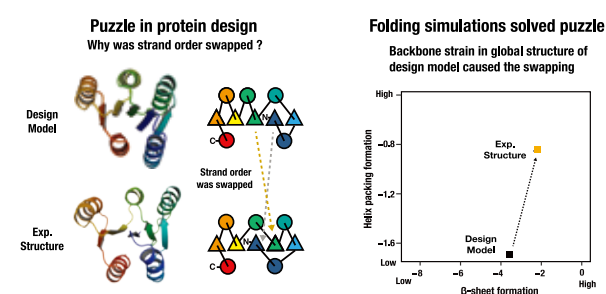 Puzzle in protein design
Why was strand order swapped ?
Design
Model
N-
C-
Strand order
was swapped
Exp.
Structure
N-
C-
Folding simulations solved puzzle
Backbone strain in global structure of
design model caused the swapping
Helix packing formation
High
-0.8
-1.2
-1.6
Low
Exp.
Structure
Design
Model
-8
-6
-4
-2
0
Low
High
β-sheet formation